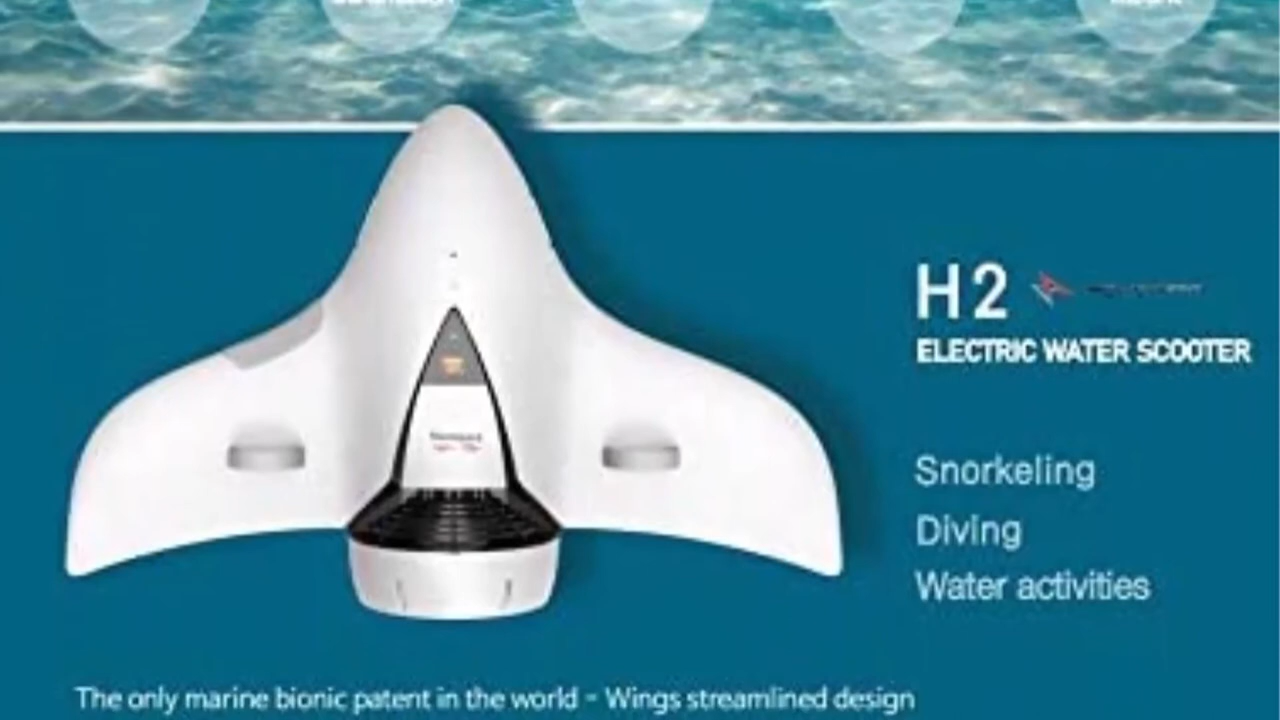 H2
ELECTRIC WATER SCOOTER
Snorkeling
Diving
Water activities
The only marine bionic patent in the world - Wings streamlined design